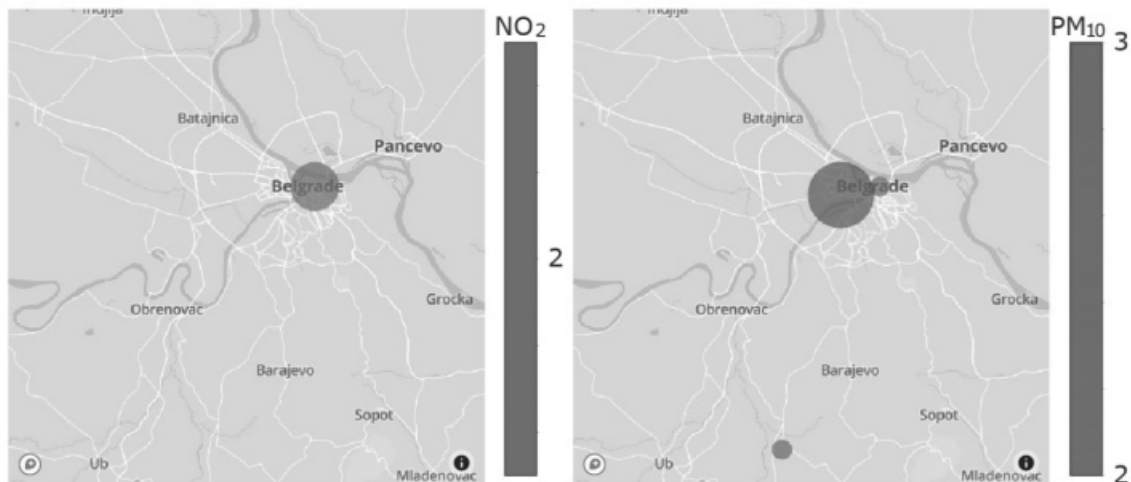 NO2
Indija
Batajnica
Pancevo
Belgrade
2
Obrenovac
Grocka
Barajevo
Sopot
Ub
Mladenovac
PM10
3
Indija
Batajnica
Pancevo
Belgrade
Obrenovac
Grocka
Barajevo
Sopot
Ub
Mladenovac
2